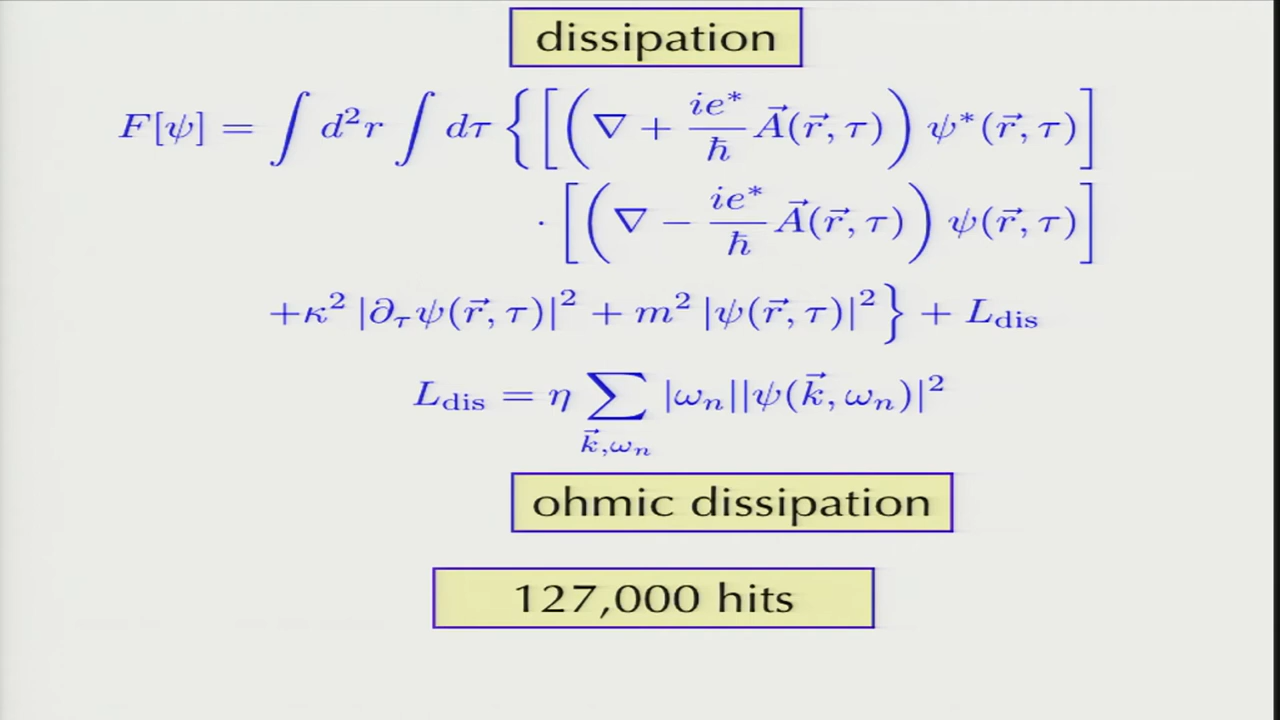 dissipation
F[ψ] = ∫ d²r ∫ dτ { [ ( ∇ + ie*/ħ A⃗(r⃗, τ) ) ψ*(r⃗, τ) ]
· [ ( ∇ − ie*/ħ A⃗(r⃗, τ) ) ψ(r⃗, τ) ]
+κ² |∂_τ ψ(r⃗, τ)|² + m² |ψ(r⃗, τ)|² } + L_dis
L_dis = η ∑_{k⃗,ω_n} |ω_n||ψ(k⃗, ω_n)|²
ohmic dissipation
127,000 hits